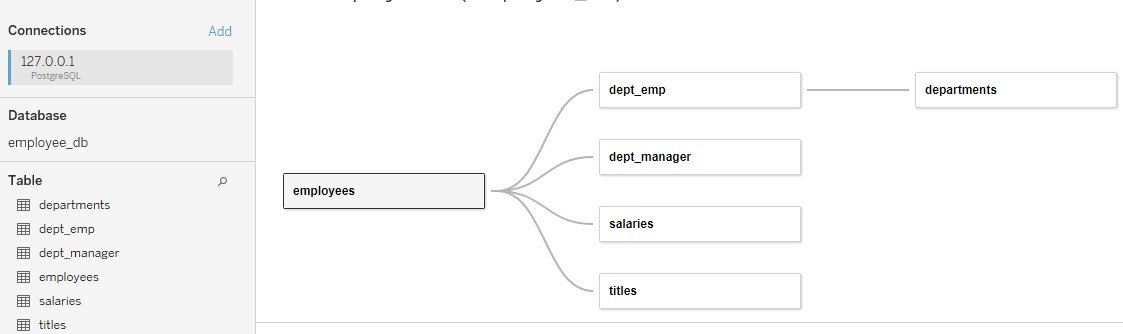 Connections Add
127.0.0.1
PostgreSQL
Database
employee_db
Table
departments
dept_emp
dept_manager
employees
salaries
titles
employees
dept_emp
departments
dept_manager
salaries
titles